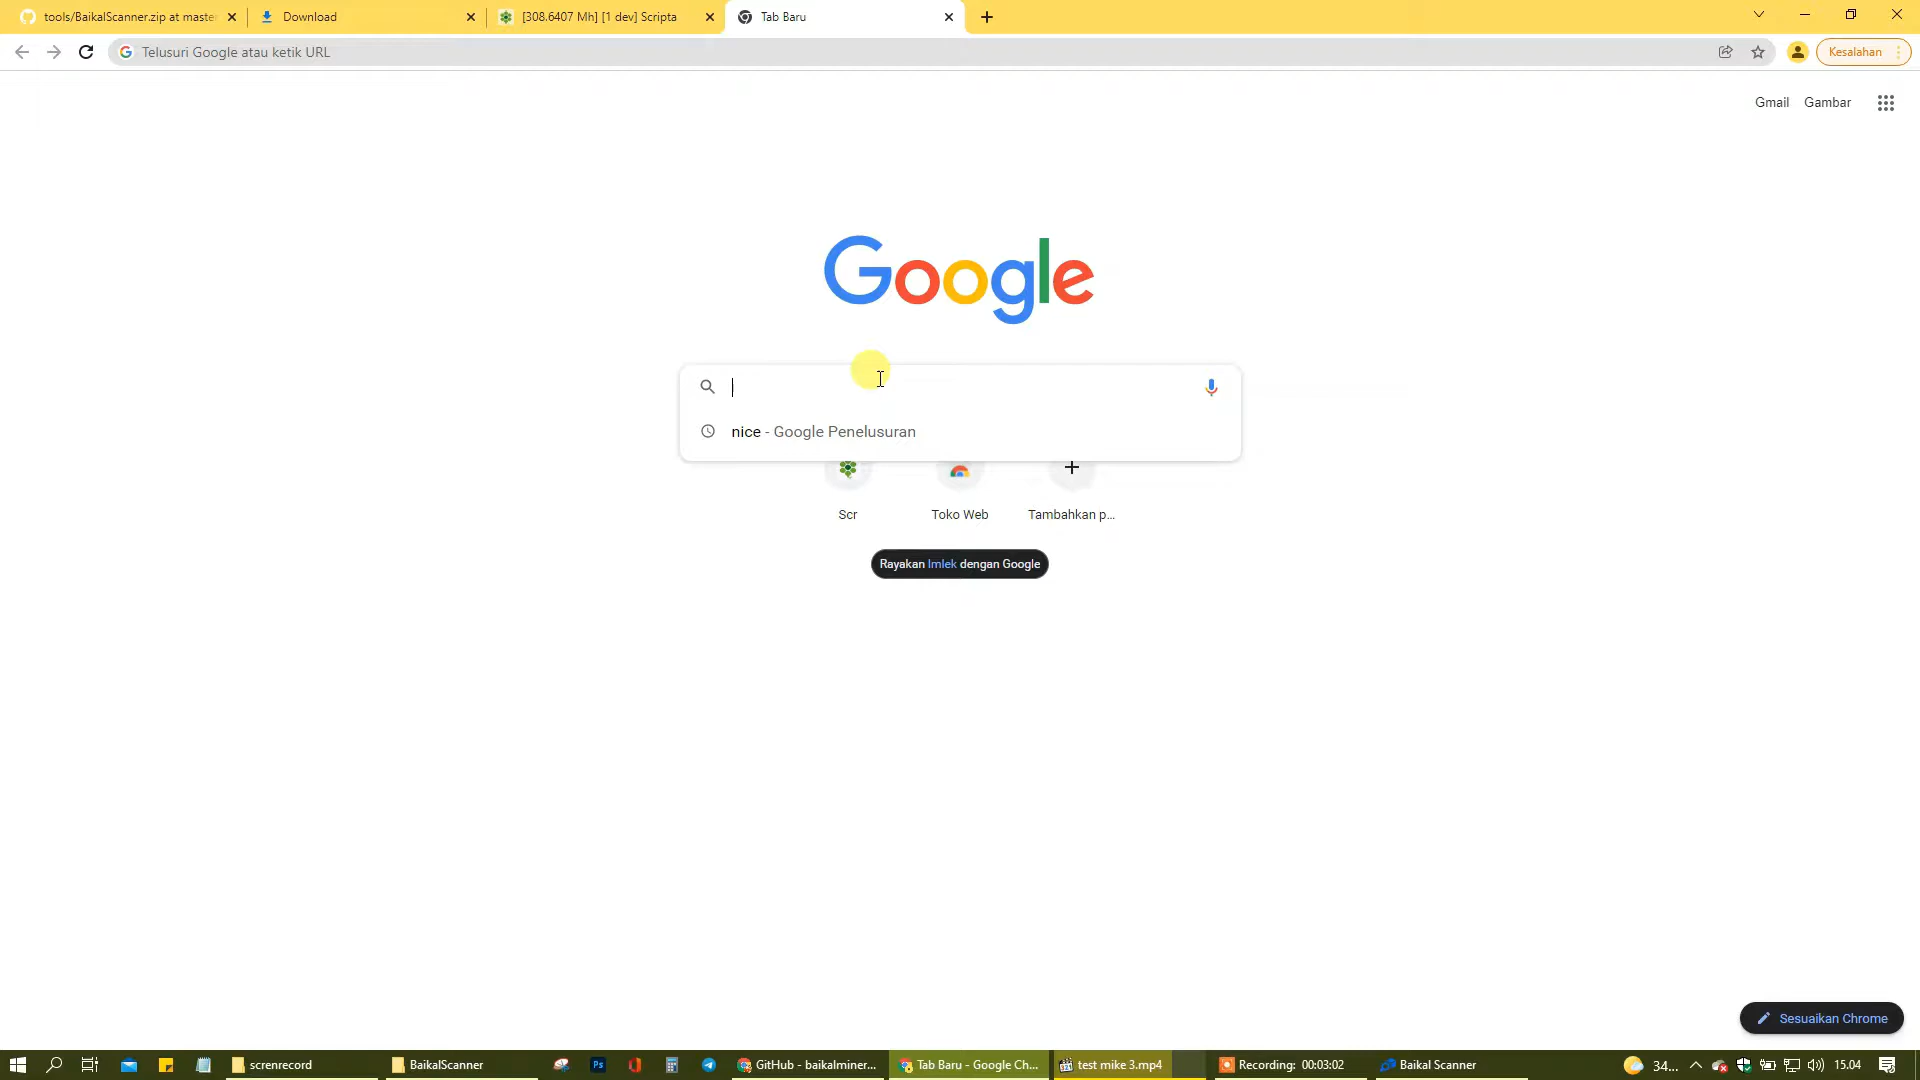 tools/BaikalScanner.zip at master
Download
[308.6407 Mh] [1 dev] Scripta
Tab Baru
Telusuri Google atau ketik URL
Kesalahan
Gmail
Gambar
Google
nice - Google Penelusuran
Scr
Toko Web
Tambahkan p...
Rayakan Imlek dengan Google
Sesuaikan Chrome
screnrecord
BaikalScanner
Ps
GitHub - baikalminer...
Tab Baru - Google Ch...
test mike 3.mp4
Recording: 00:03:02
Baikal Scanner
34...
15.04